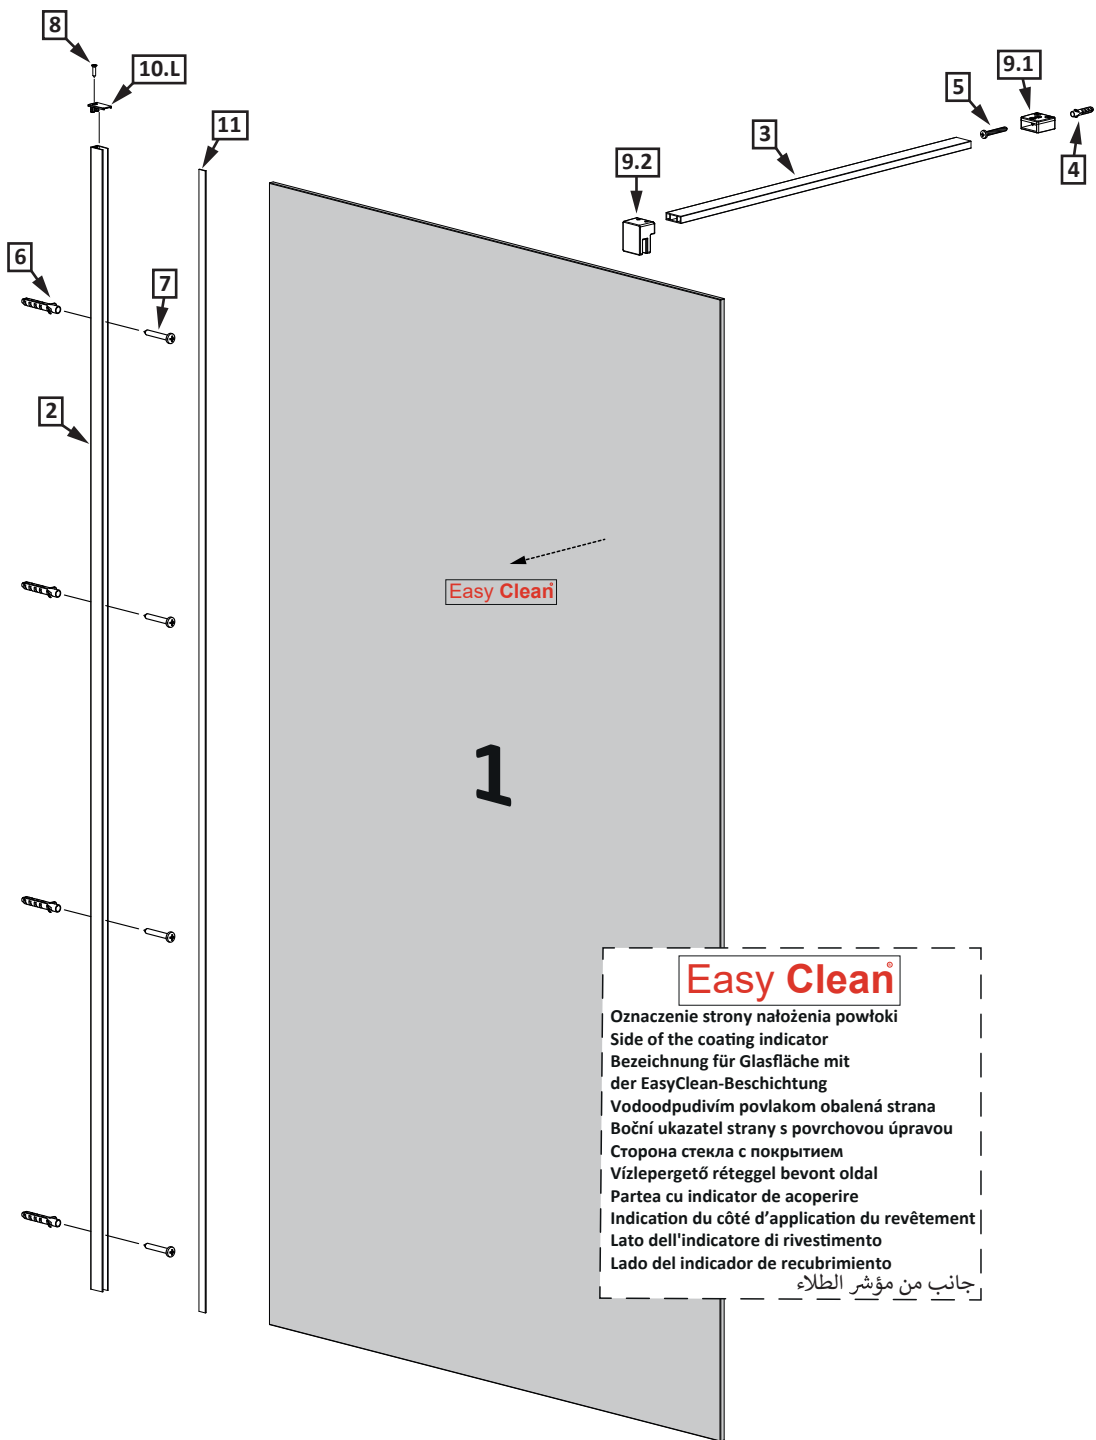 8
10.L
11
9.1
5
3
4
9.2
6
7
2
Easy Clean
1
Easy Clean®
Oznaczenie strony nałożenia powłoki
Side of the coating indicator
Bezeichnung für Glasfläche mit
der EasyClean-Beschichtung
Vodoodpudivím povlakom obalená strana
Boční ukazatel strany s povrchovou úpravou
Сторона стекла с покрытием
Vízlepergető réteggel bevont oldal
Partea cu indicator de acoperire
Indication du côté d’application du revêtement
Lato dell'indicatore di rivestimento
Lado del indicador de recubrimiento
جانب من مؤشر الطلاء